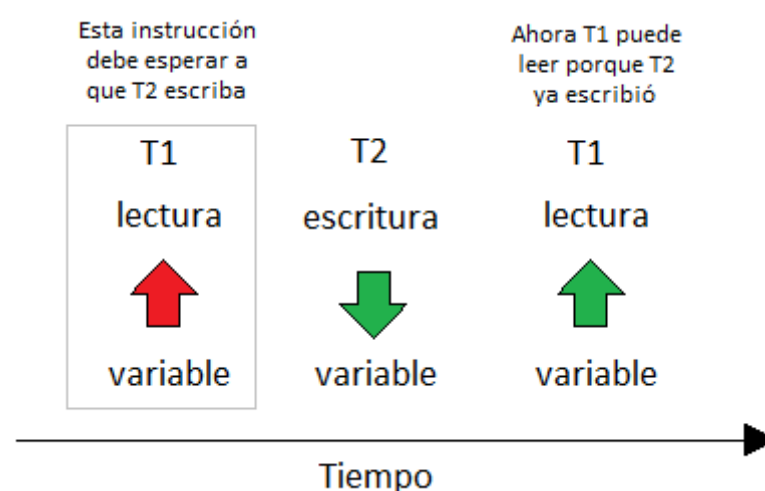 Esta instrucción
debe esperar a
que T2 escriba
Ahora T1 puede
leer porque T2
ya escribió
T1
lectura
variable
T2
escritura
variable
T1
lectura
variable
Tiempo